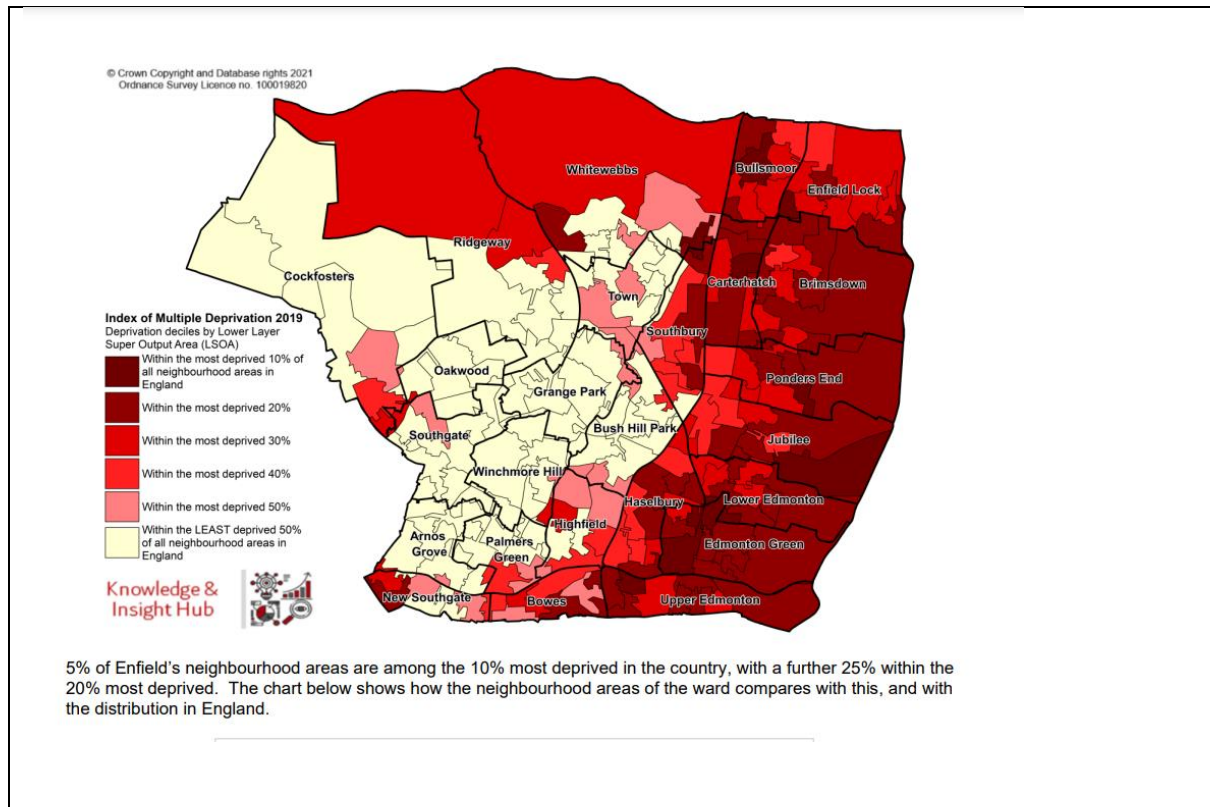 © Crown Copyright and Database rights 2021
Ordnance Survey Licence no. 100019820
Whitewebbs
Bullsmoor
Enfield Lock
Ridgeway
Cockfosters
Town
Carterhatch
Brimsdown
Southbury
Index of Multiple Deprivation 2019
Deprivation deciles by Lower Layer
Super Output Area (LSOA)
Within the most deprived 10% of
all neighbourhood areas in
England
Within the most deprived 20%
Within the most deprived 30%
Within the most deprived 40%
Within the most deprived 50%
Within the LEAST deprived 50%
of all neighbourhood areas in
England
Oakwood
Grange Park
Ponders End
Southgate
Bush Hill Park
Jubilee
Winchmore Hill
Haselbury
Lower Edmonton
Highfield
Arnos
Grove
Palmers
Green
Edmonton Green
New Southgate
Bowes
Upper Edmonton
Knowledge &
Insight Hub
5% of Enfield’s neighbourhood areas are among the 10% most deprived in the country, with a further 25% within the
20% most deprived.  The chart below shows how the neighbourhood areas of the ward compares with this, and with
the distribution in England.